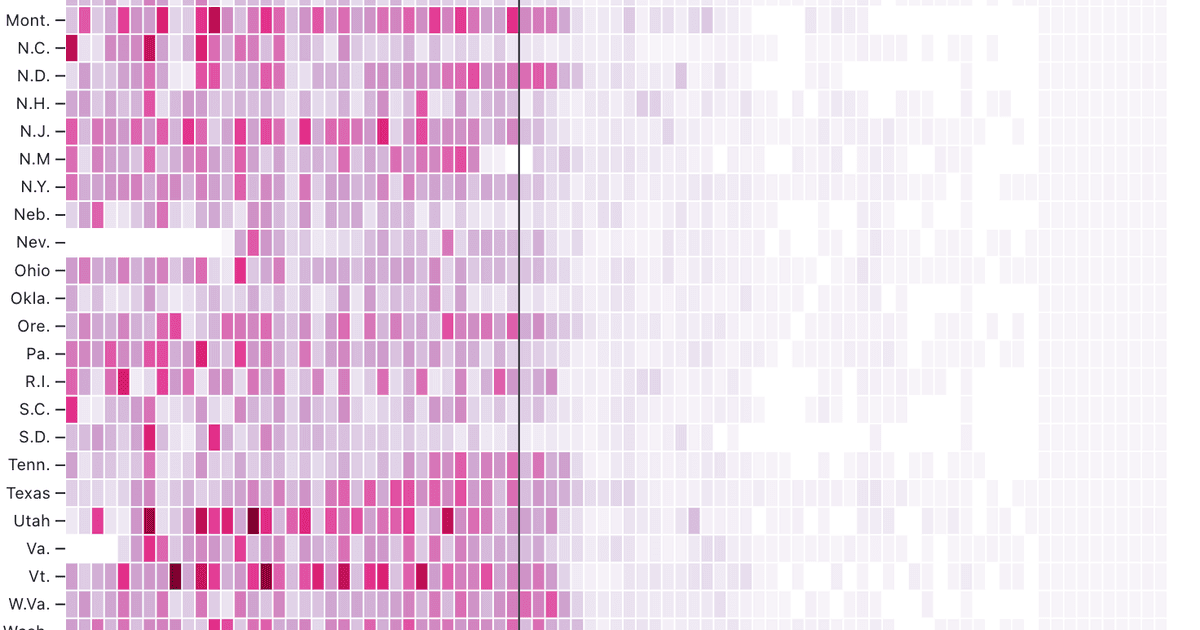 Mont.
N.C.
N.D.
N.H.
N.J.
N.M
N.Y.
Neb.
Nev.
Ohio
Okla.
Ore.
Pa.
R.I.
S.C.
S.D.
Tenn.
Texas
Utah
Va.
Vt.
W.Va.